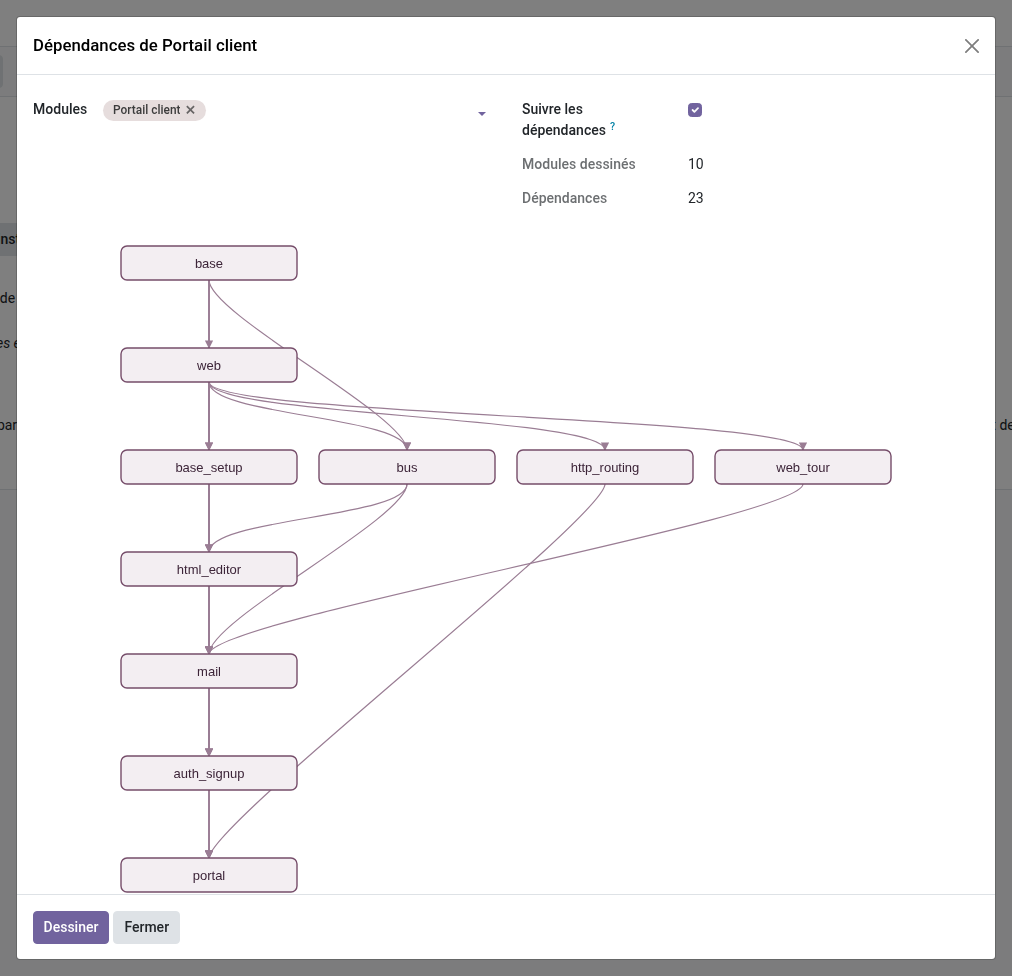 Dépendances de Portail client
Modules
Portail client
Suivre les
dépendances ?
Modules dessinés
10
Dépendances
23
base
web
base_setup
bus
http_routing
web_tour
html_editor
mail
auth_signup
portal
Dessiner
Fermer